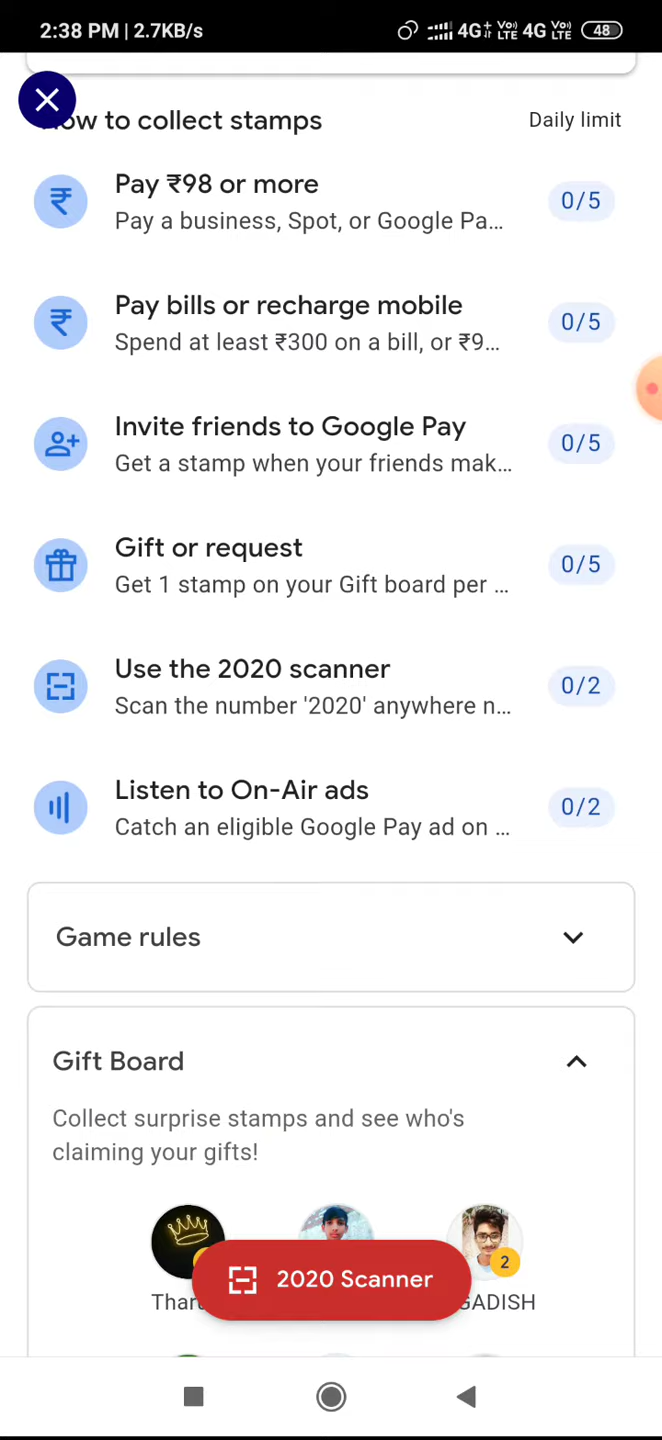 2:38 PM | 2.7KB/s 4G+ Vo) LTE 4G Vo) LTE 48
to collect stamps Daily limit
Pay ₹98 or more
Pay a business, Spot, or Google Pa... 0/5
Pay bills or recharge mobile
Spend at least ₹300 on a bill, or ₹9... 0/5
Invite friends to Google Pay
Get a stamp when your friends mak... 0/5
Gift or request
Get 1 stamp on your Gift board per ... 0/5
Use the 2020 scanner
Scan the number '2020' anywhere n... 0/2
Listen to On-Air ads
Catch an eligible Google Pay ad on ... 0/2
Game rules
Gift Board
Collect surprise stamps and see who's
claiming your gifts!
2
2020 Scanner